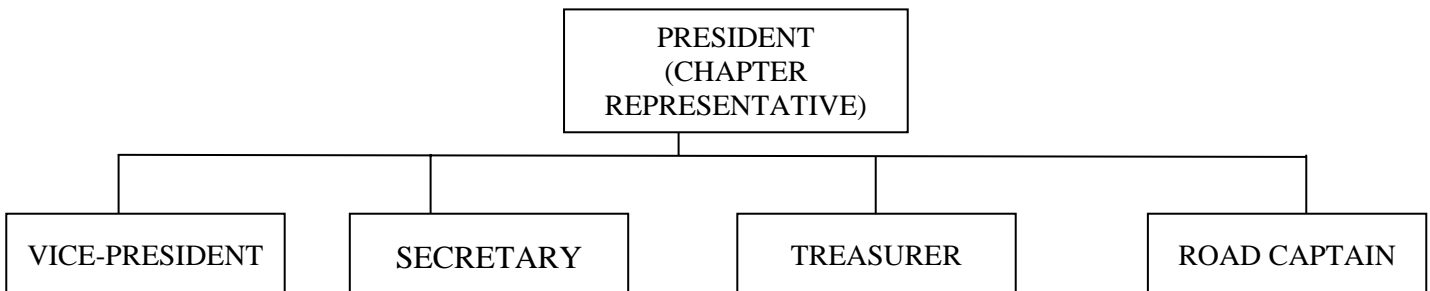 PRESIDENT
(CHAPTER
REPRESENTATIVE)
VICE-PRESIDENT
SECRETARY
TREASURER
ROAD CAPTAIN